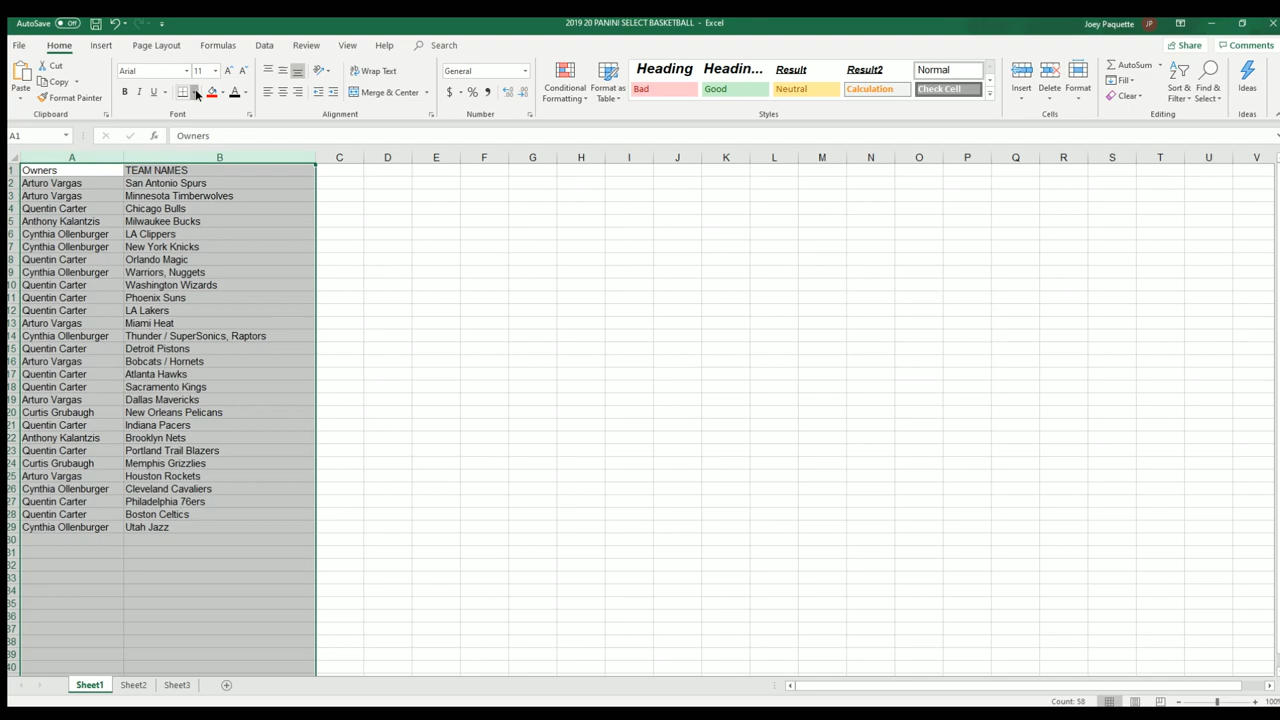 AutoSave Off 2019 20 PANINI SELECT BASKETBALL - Excel Joey Paquette JP
File Home Insert Page Layout Formulas Data Review View Help Search Share Comments
Paste Cut Copy Format Painter Clipboard
Arial 11 B I U A Font
Wrap Text Merge & Center Alignment
General $ % Number
Conditional Formatting Format as Table
Heading Headin... Result Result2 Normal
Bad Good Neutral Calculation Check Cell
Styles
Insert Delete Format Cells
AutoSum Fill Clear Sort & Filter Find & Select Editing
Ideas Ideas
A1 fx Owners
A B C D E F G H I J K L M N O P Q R S T U V
1 Owners TEAM NAMES
2 Arturo Vargas San Antonio Spurs
3 Arturo Vargas Minnesota Timberwolves
4 Quentin Carter Chicago Bulls
5 Anthony Kalantzis Milwaukee Bucks
6 Cynthia Ollenburger LA Clippers
7 Cynthia Ollenburger New York Knicks
8 Quentin Carter Orlando Magic
9 Cynthia Ollenburger Warriors, Nuggets
10 Quentin Carter Washington Wizards
11 Quentin Carter Phoenix Suns
12 Quentin Carter LA Lakers
13 Arturo Vargas Miami Heat
14 Cynthia Ollenburger Thunder / SuperSonics, Raptors
15 Quentin Carter Detroit Pistons
16 Arturo Vargas Bobcats / Hornets
17 Quentin Carter Atlanta Hawks
18 Quentin Carter Sacramento Kings
19 Arturo Vargas Dallas Mavericks
20 Curtis Grubaugh New Orleans Pelicans
21 Quentin Carter Indiana Pacers
22 Anthony Kalantzis Brooklyn Nets
23 Quentin Carter Portland Trail Blazers
24 Curtis Grubaugh Memphis Grizzlies
25 Arturo Vargas Houston Rockets
26 Cynthia Ollenburger Cleveland Cavaliers
27 Quentin Carter Philadelphia 76ers
28 Quentin Carter Boston Celtics
29 Cynthia Ollenburger Utah Jazz
30
31
32
33
34
35
36
37
38
39
40
Sheet1 Sheet2 Sheet3
Count: 58 100%